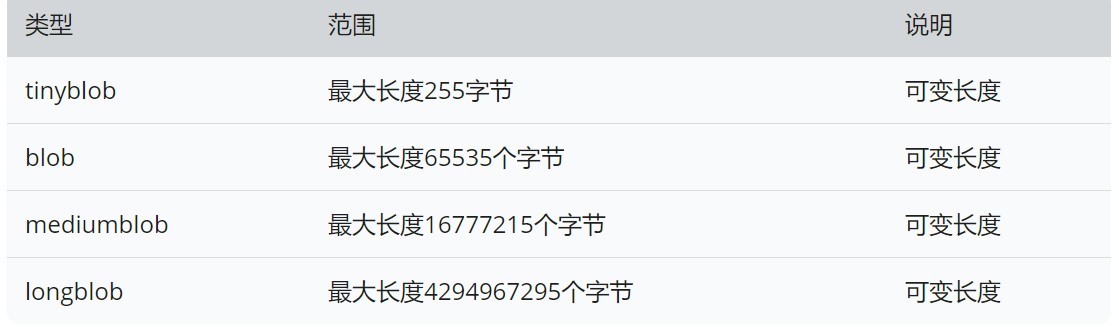 类型 范围 说明
tinyblob 最大长度255字节 可变长度
blob 最大长度65535个字节 可变长度
mediumblob 最大长度16777215个字节 可变长度
longblob 最大长度4294967295个字节 可变长度